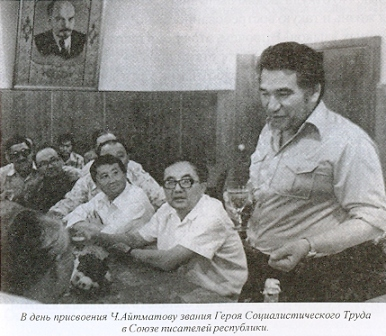 В день присвоения Ч.Айтматову звания Героя Социалистического Труда
в Союзе писателей республики.